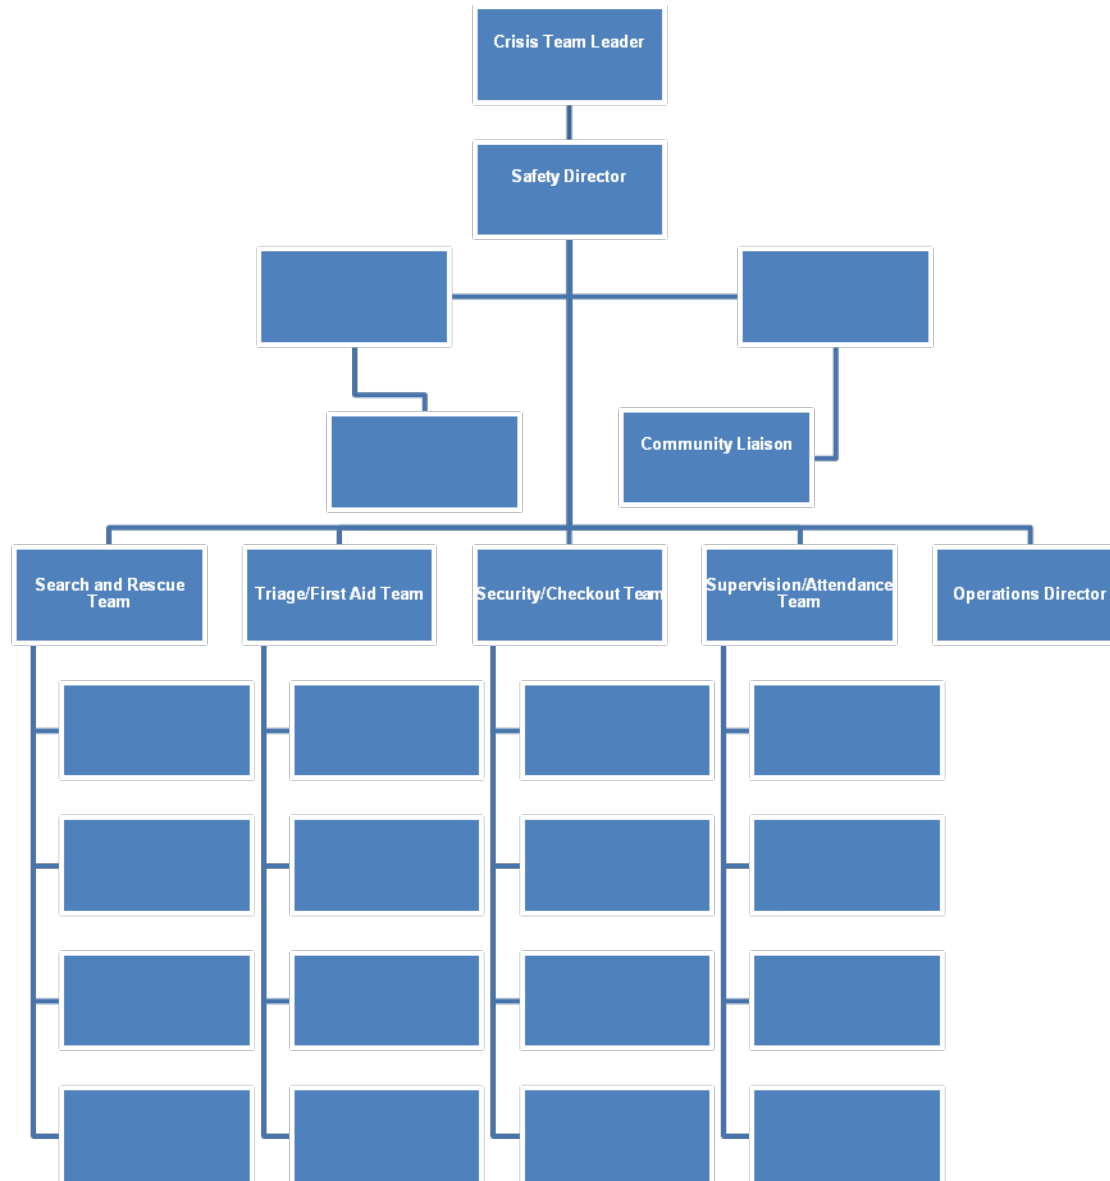 Crisis Team Leader
Safety Director
Community Liaison
Search and Rescue
Team
Triage/First Aid Team
Security/Checkout Team
Supervision/Attendance
Team
Operations Director